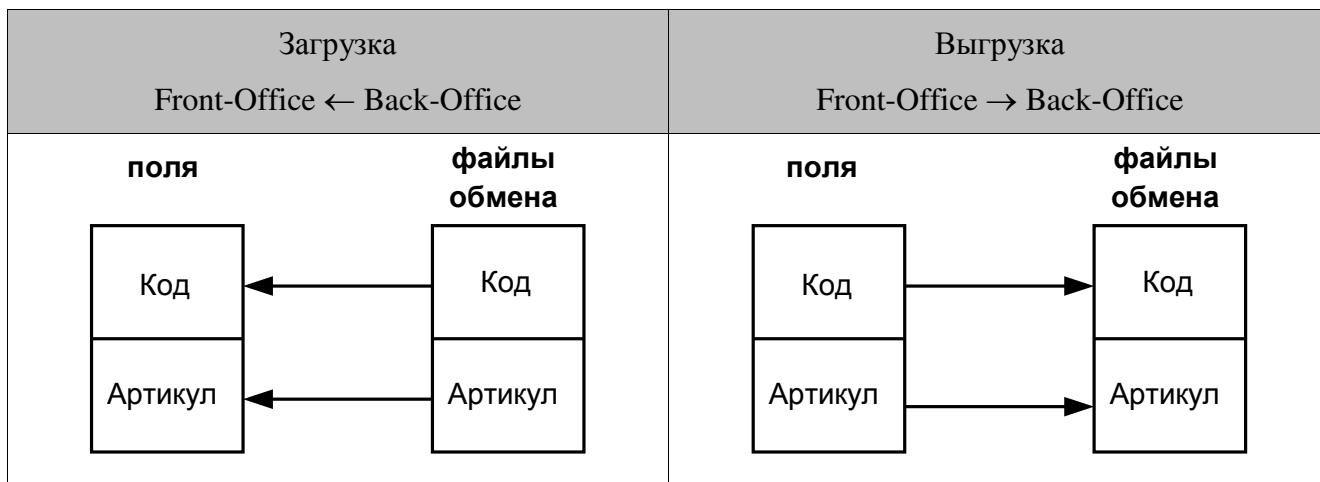 Загрузка
Front-Office ← Back-Office
Выгрузка
Front-Office → Back-Office
поля
файлы
обмена
Код
Код
Артикул
Артикул
поля
файлы
обмена
Код
Код
Артикул
Артикул